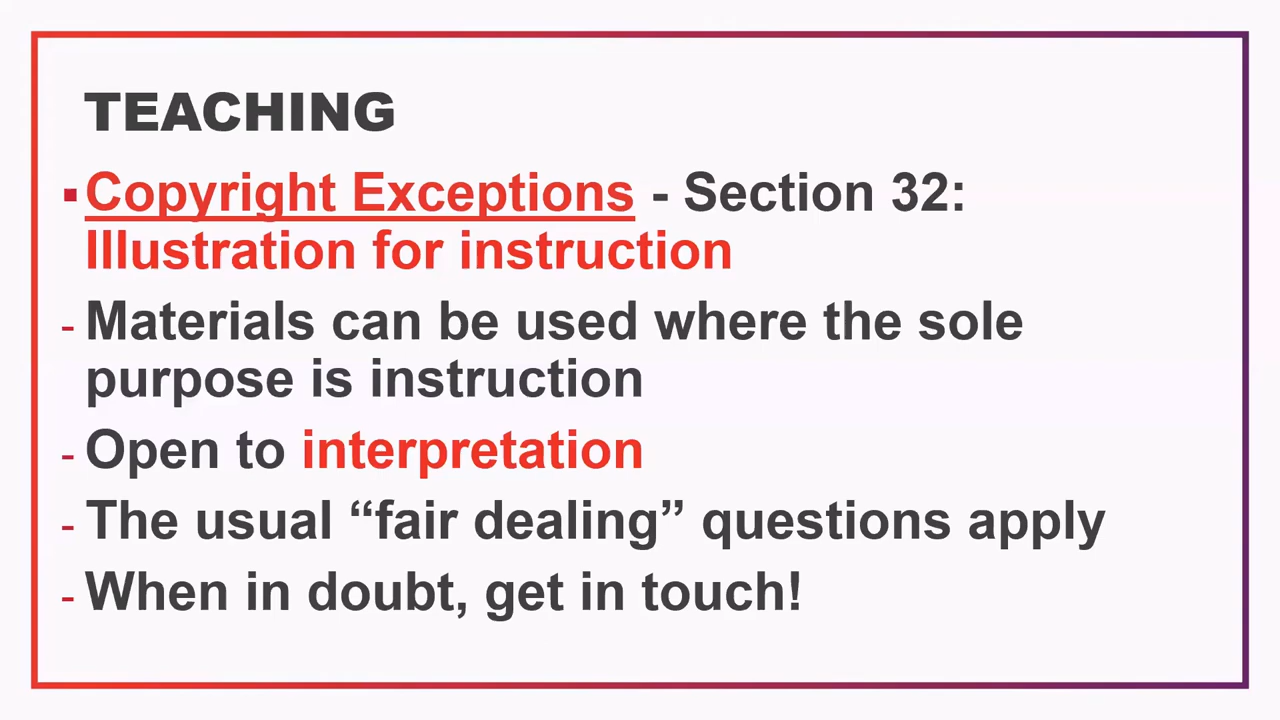 TEACHING
▪Copyright Exceptions - Section 32:
Illustration for instruction
- Materials can be used where the sole
purpose is instruction
- Open to interpretation
- The usual “fair dealing” questions apply
- When in doubt, get in touch!